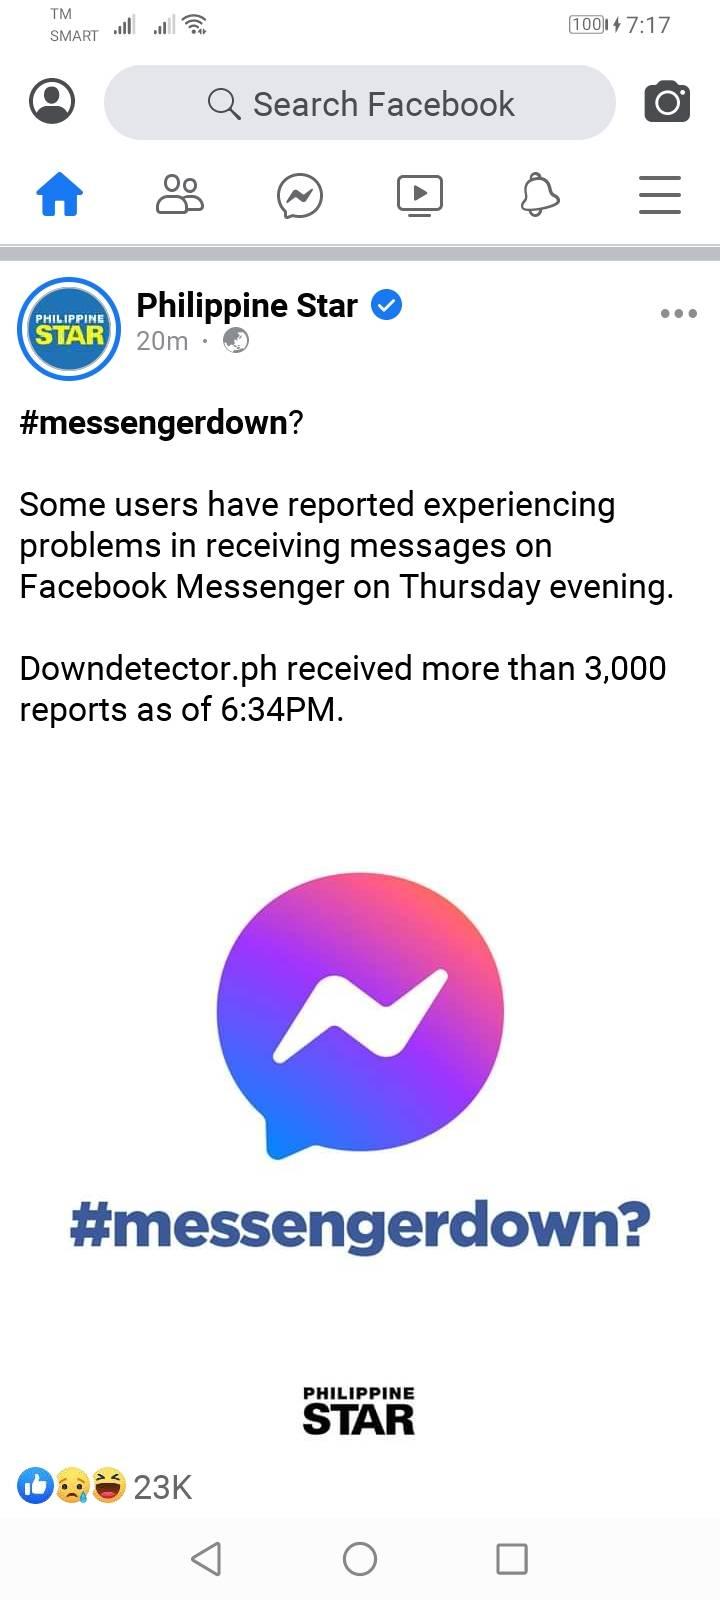 TM
SMART
100 7:17
Search Facebook
PHILIPPINE
STAR
Philippine Star
20m ·
#messengerdown?
Some users have reported experiencing
problems in receiving messages on
Facebook Messenger on Thursday evening.
Downdetector.ph received more than 3,000
reports as of 6:34PM.
#messengerdown?
PHILIPPINE
STAR
23K